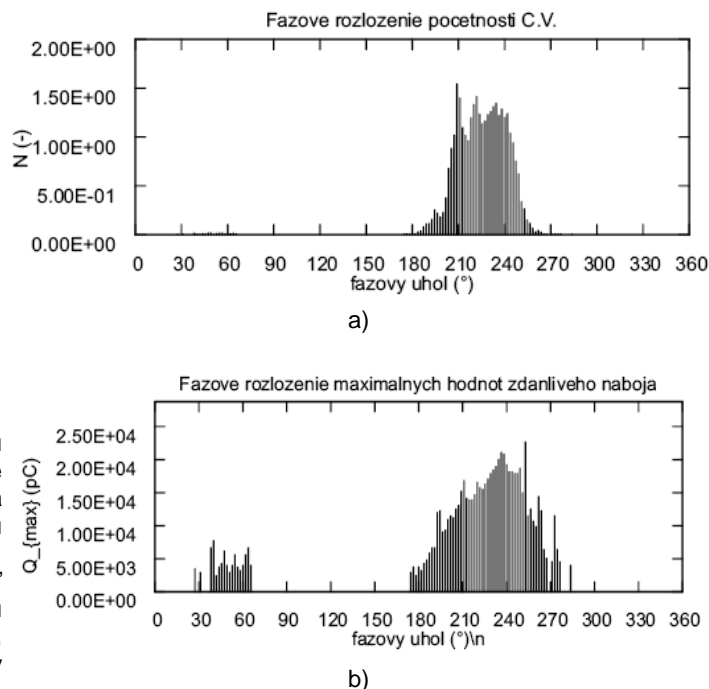 Fazove rozlozenie pocetnosti C.V.
2.00E+00
1.50E+00
1.00E+00
5.00E-01
0.00E+00
N (-)
0 30 60 90 120 150 180 210 240 270 300 330 360
fazovy uhol (°)
a)
Fazove rozlozenie maximalnych hodnot zdanliveho naboja
2.50E+04
2.00E+04
1.50E+04
1.00E+04
5.00E+03
0.00E+00
Q_{max} (pC)
0 30 60 90 120 150 180 210 240 270 300 330 360
fazovy uhol (°)\n
b)